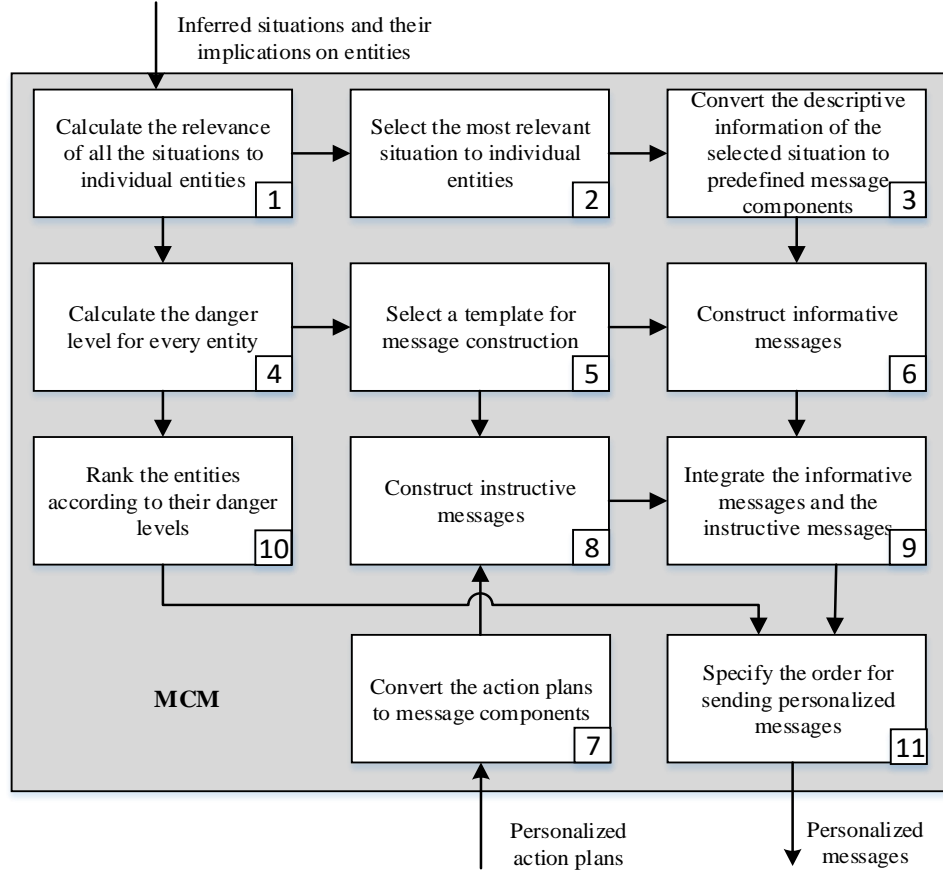 Inferred situations and their
implications on entities
Calculate the relevance
of all the situations to
individual entities
1
Select the most relevant
situation to individual
entities
2
Convert the descriptive
information of the
selected situation to
predefined message
components
3
Calculate the danger
level for every entity
4
Select a template for
message construction
5
Construct informative
messages
6
Rank the entities
according to their danger
levels
10
Construct instructive
messages
8
Integrate the informative
messages and the
instructive messages
9
MCM
Convert the action plans
to message components
7
Specify the order for
sending personalized
messages
11
Personalized
action plans
Personalized
messages